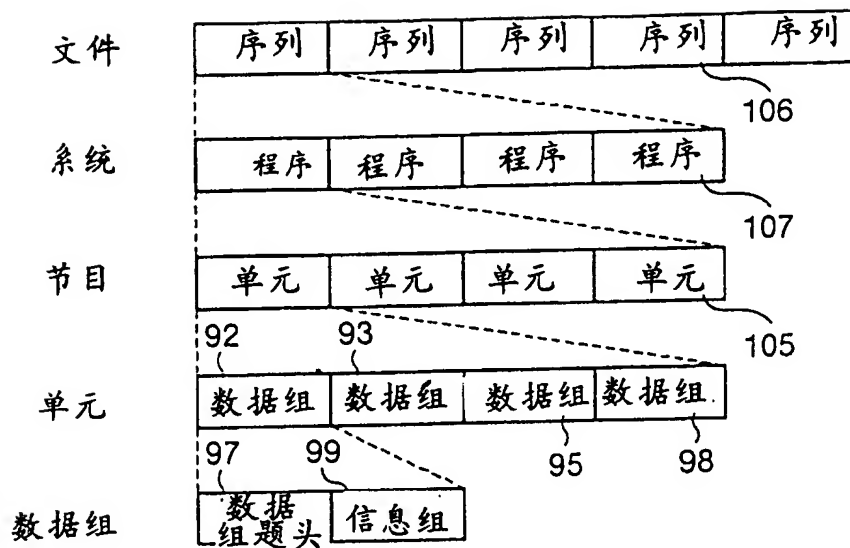 文件 序列 序列 序列 序列 序列
106
系统 程序 程序 程序 程序
107
节目 单元 单元 单元 单元
92 93 105
单元 数据组 数据组 数据组 数据组
97 99 95 98
数据组 数据 信息组
组题头